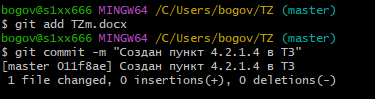 bogov@s1xx666 MINGW64 /C/Users/bogov/TZ (master)
$ git add TZm.docx
bogov@s1xx666 MINGW64 /C/Users/bogov/TZ (master)
$ git commit -m "Создан пункт 4.2.1.4 в ТЗ"
[master 011f8ae] Создан пункт 4.2.1.4 в ТЗ
1 file changed, 0 insertions(+), 0 deletions(-)